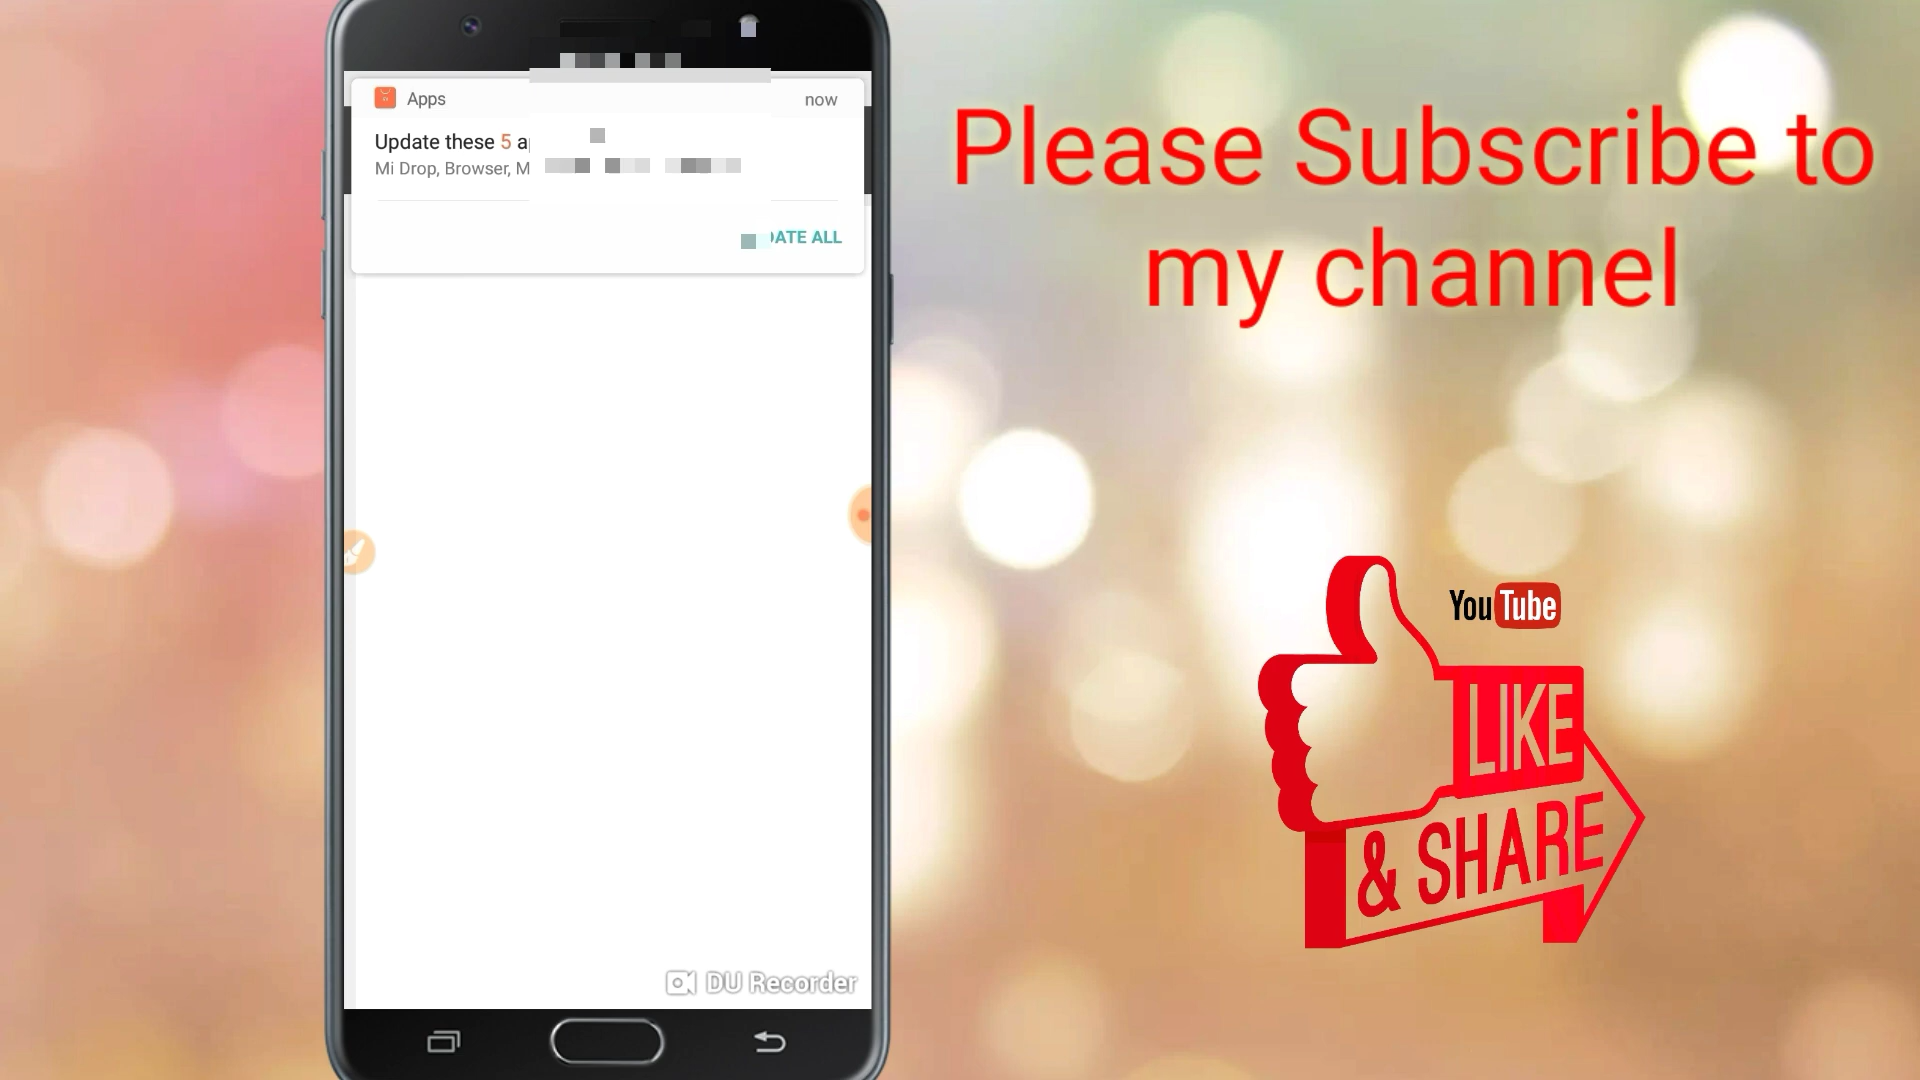 Apps
now
Update these 5
Mi Drop, Browser,
ALL
DU Recorder
Please Subscribe to
my channel
YouTube
LIKE
& SHARE